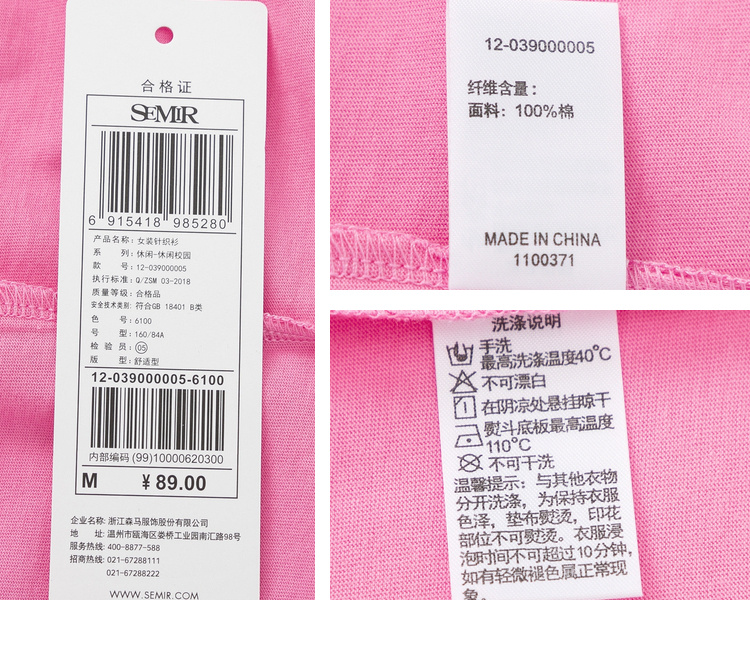 合格证
SEMIR
6 915418 985280
产品名称: 女装针织衫
系 列: 休闲-休闲校园
款 号: 12-039000005
执行标准: Q/ZSM 03-2018
质量等级: 合格品
安全技术类别: 符合GB 18401 B类
色 号: 6100
号 型: 160/84A
检 验 员: 05
版 型: 舒适型
12-039000005-6100
内部编码 (99)10000620300
M ¥89.00
企业名称: 浙江森马服饰股份有限公司
地 址: 温州市瓯海区娄桥工业园南汇路98号
服务热线: 400-8877-588
招商热线: 021-67288111
021-67288222
WWW.SEMIR.COM
12-039000005
纤维含量:
面料: 100%棉
MADE IN CHINA
1100371
洗涤说明
手洗
最高洗涤温度40°C
不可漂白
在阴凉处悬挂晾干
熨斗底板最高温度
110°C
不可干洗
温馨提示: 与其他衣物
分开洗涤, 为保持衣服
色泽, 垫布熨烫, 印花
部位不可熨烫。衣服浸
泡时间不可超过10分钟,
如有轻微褪色属正常现
象。